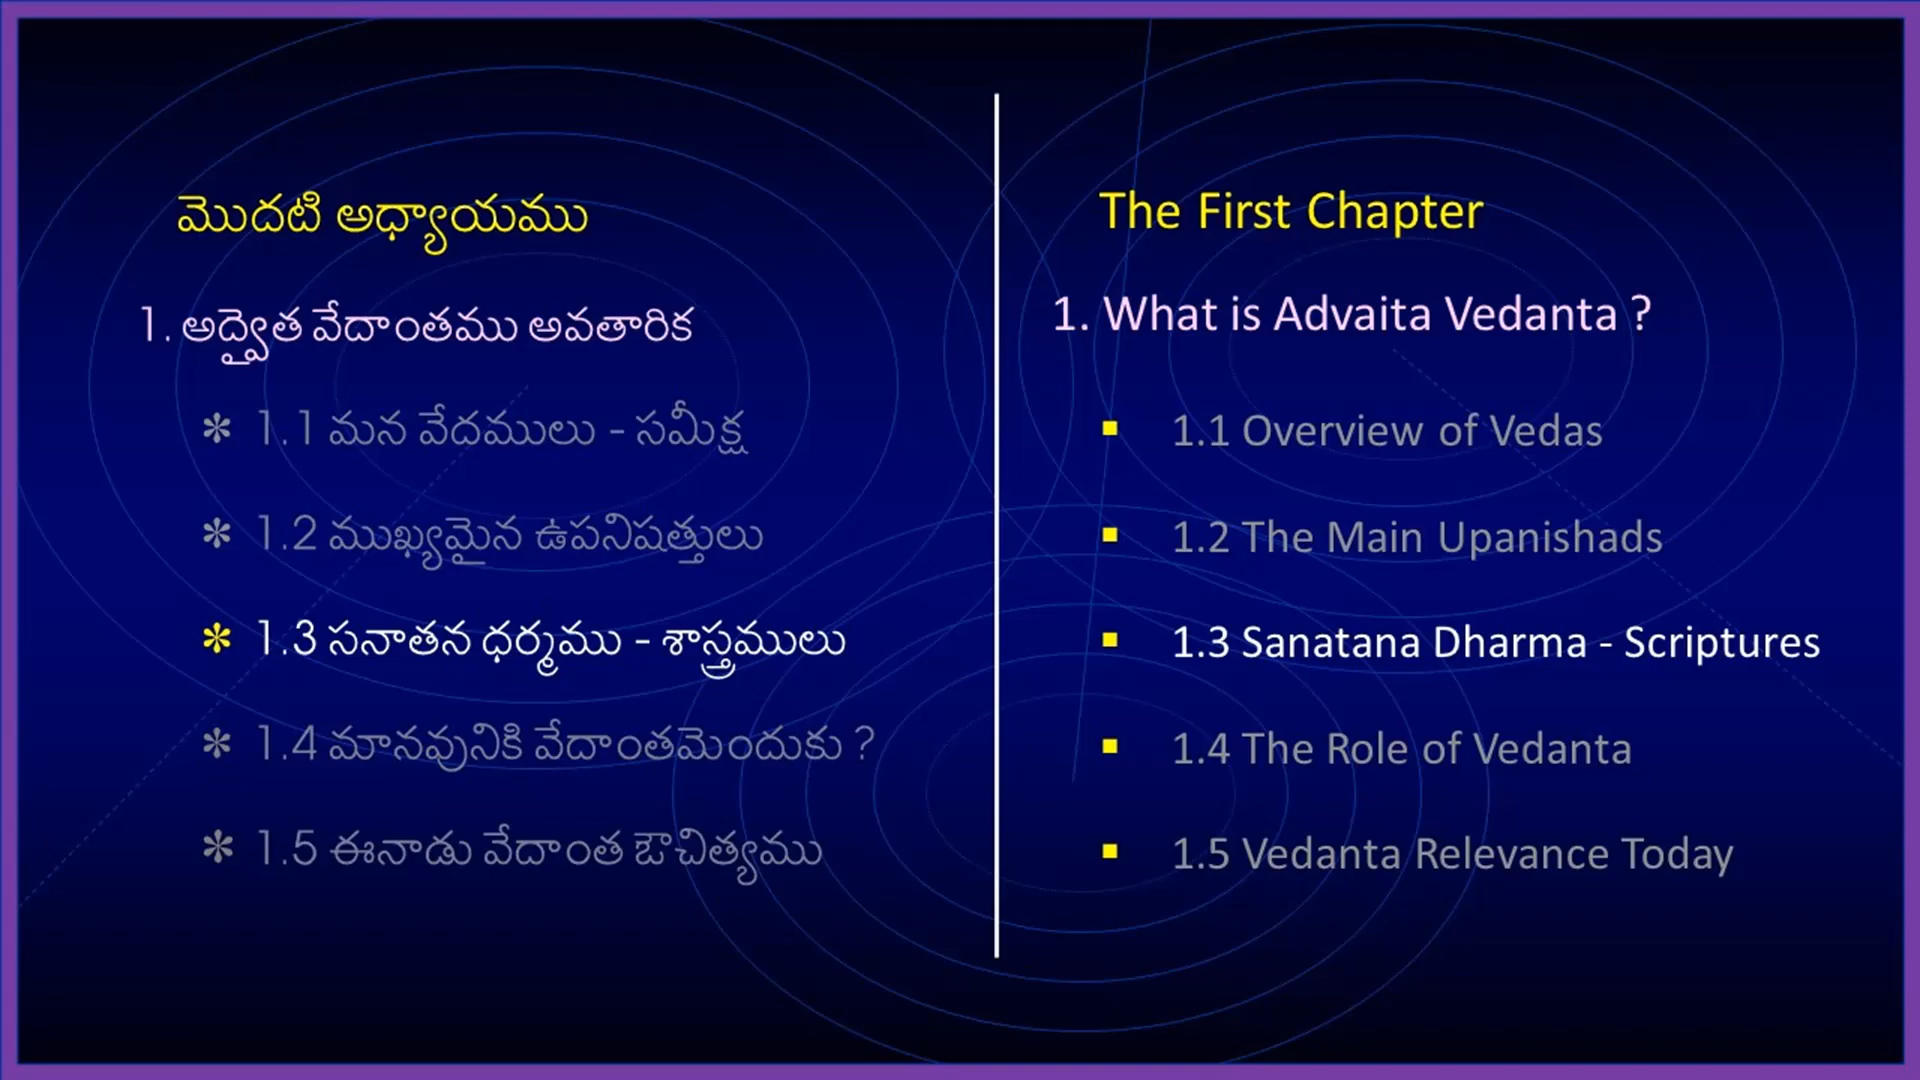 మొదటి అధ్యాయము
1. అద్వైత వేదాంతము అవతారిక
* 1.1 మన వేదములు - సమీక్ష
* 1.2 ముఖ్యమైన ఉపనిషత్తులు
* 1.3 సనాతన ధర్మము - శాస్త్రములు
* 1.4 మానవునికి వేదాంతమెందుకు ?
* 1.5 ఈనాడు వేదాంత ఔచిత్యము
The First Chapter
1. What is Advaita Vedanta ?
▪ 1.1 Overview of Vedas
▪ 1.2 The Main Upanishads
▪ 1.3 Sanatana Dharma - Scriptures
▪ 1.4 The Role of Vedanta
▪ 1.5 Vedanta Relevance Today